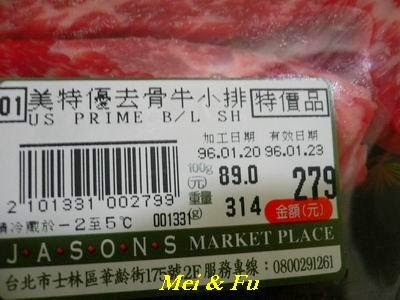 01 美特優去骨牛小排 特價品
US PRIME B/L SH
加工日期 有效日期
96.01.20 96.01.23
100g(元) 89.0 279
重量(g) 314 金額(元)
2 101331 002799
請冷藏於-2至5℃ 001331
J·A·S·O·N·S MARKET PLACE
台北市士林區華齡街175號2F服務專線:0800291261
Mei & Fu